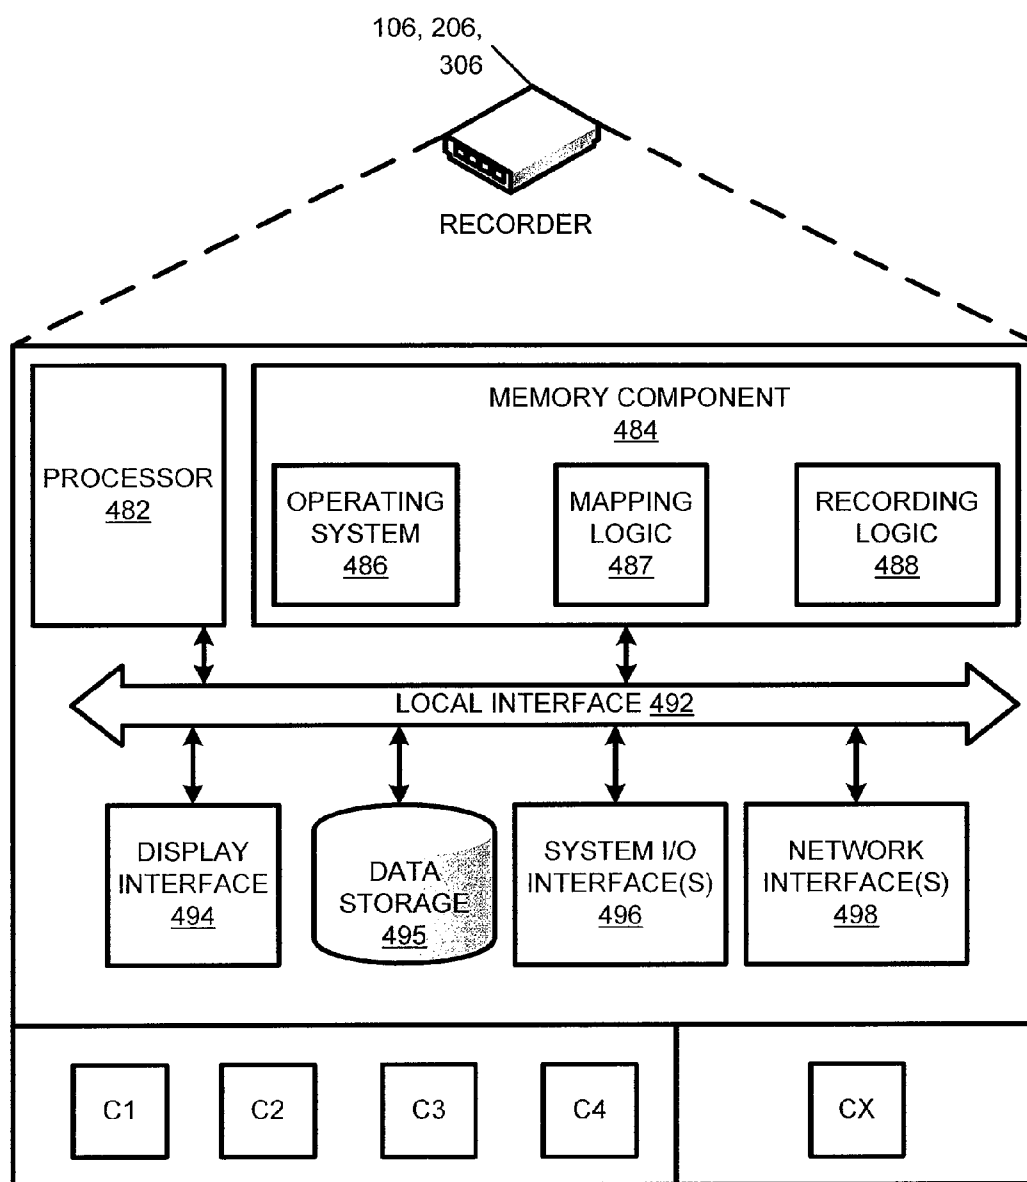 106, 206,
306
RECORDER
PROCESSOR
482
MEMORY COMPONENT
484
OPERATING
SYSTEM
486
MAPPING
LOGIC
487
RECORDING
LOGIC
488
LOCAL INTERFACE 492
DISPLAY
INTERFACE
494
DATA
STORAGE
495
SYSTEM I/O
INTERFACE(S)
496
NETWORK
INTERFACE(S)
498
C1
C2
C3
C4
CX